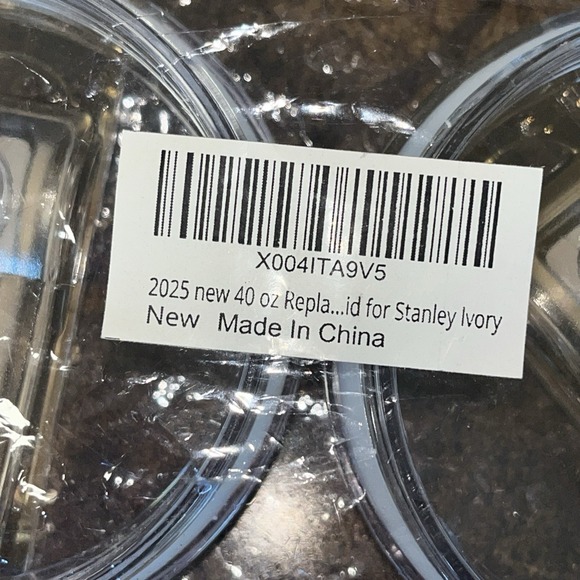 X004ITA9V5
2025 new 40 oz Repla...id for Stanley Ivory
New Made In China